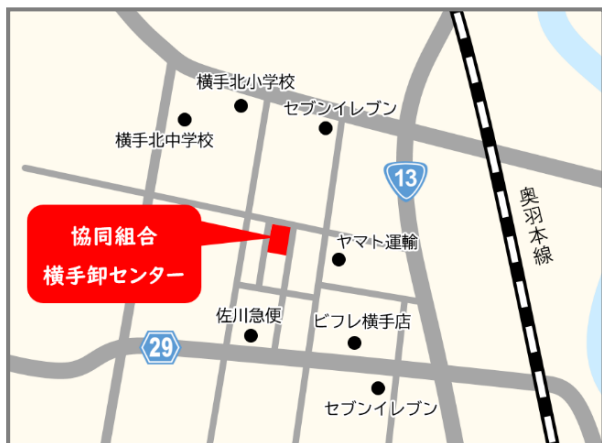 横手北小学校
セブンイレブン
横手北中学校
13
奥羽本線
協同組合
横手卸センター
ヤマト運輸
佐川急便
ビフレ横手店
29
セブンイレブン